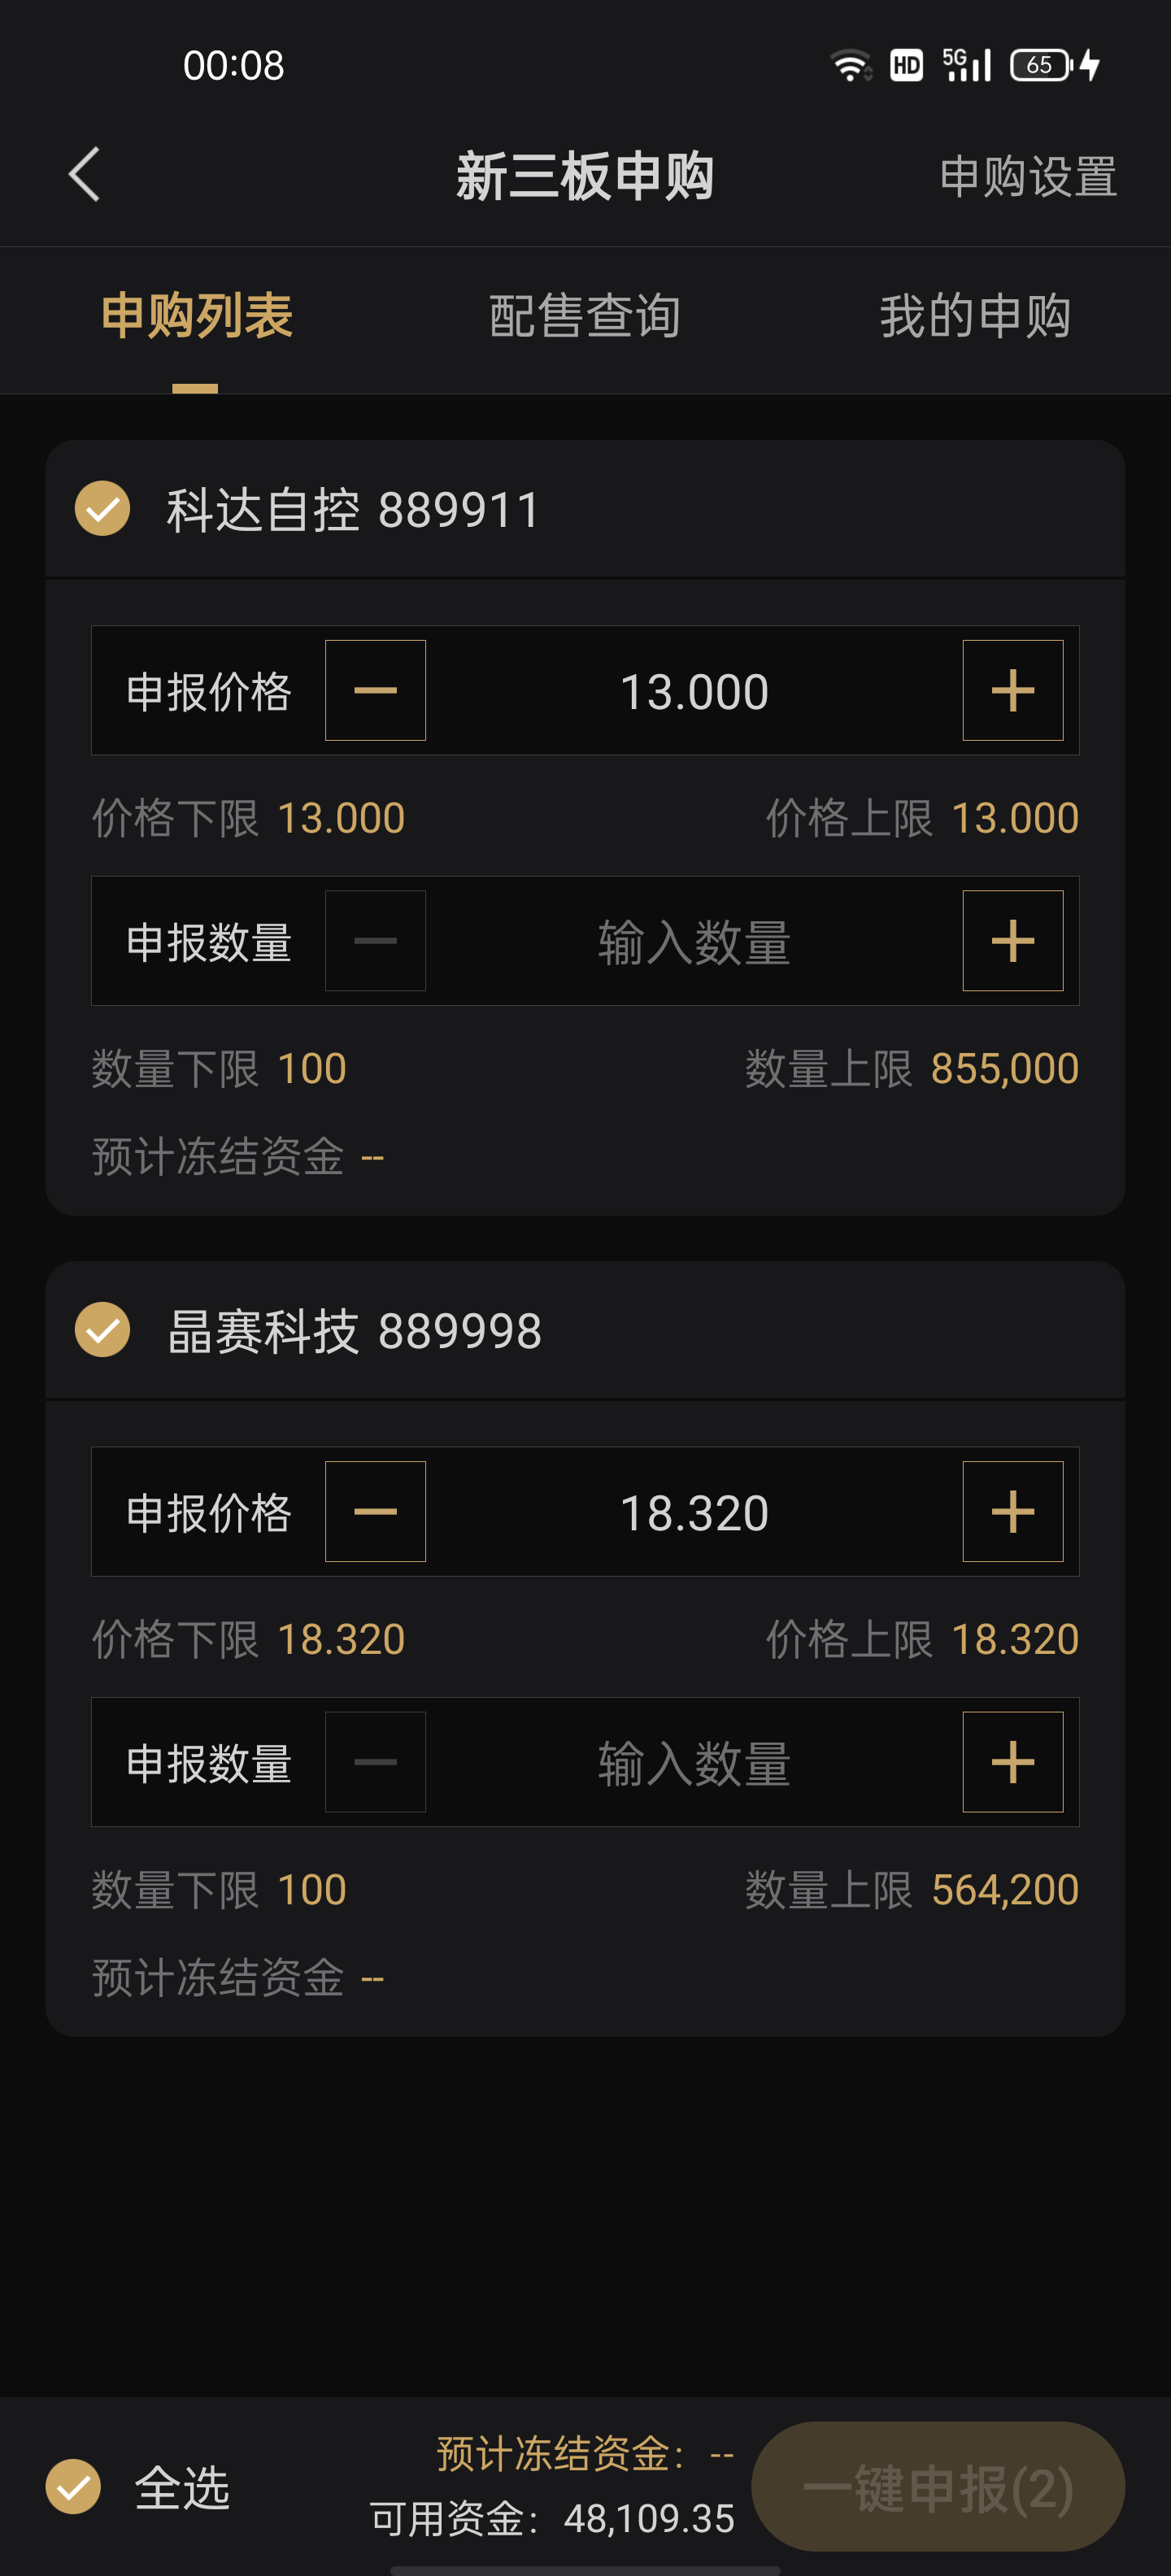 00:08
HD 5G 65
新三板申购 申购设置
申购列表 配售查询 我的申购
科达自控 889911
申报价格 13.000
价格下限 13.000 价格上限 13.000
申报数量 输入数量
数量下限 100 数量上限 855,000
预计冻结资金 --
晶赛科技 889998
申报价格 18.320
价格下限 18.320 价格上限 18.320
申报数量 输入数量
数量下限 100 数量上限 564,200
预计冻结资金 --
全选
预计冻结资金： --
可用资金： 48,109.35
一键申报(2)